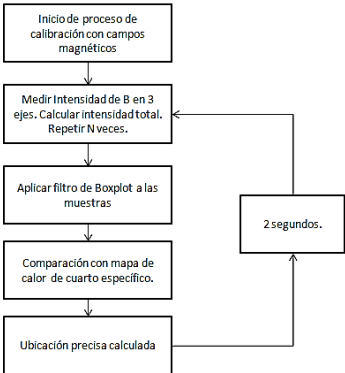 Inicio de proceso de
calibración con campos
magnéticos
Medir Intensidad de B en 3
ejes. Calcular intensidad total.
Repetir N veces.
Aplicar filtro de Boxplot a las
muestras
2 segundos.
Comparación con mapa de
calor de cuarto específico.
Ubicación precisa calculada